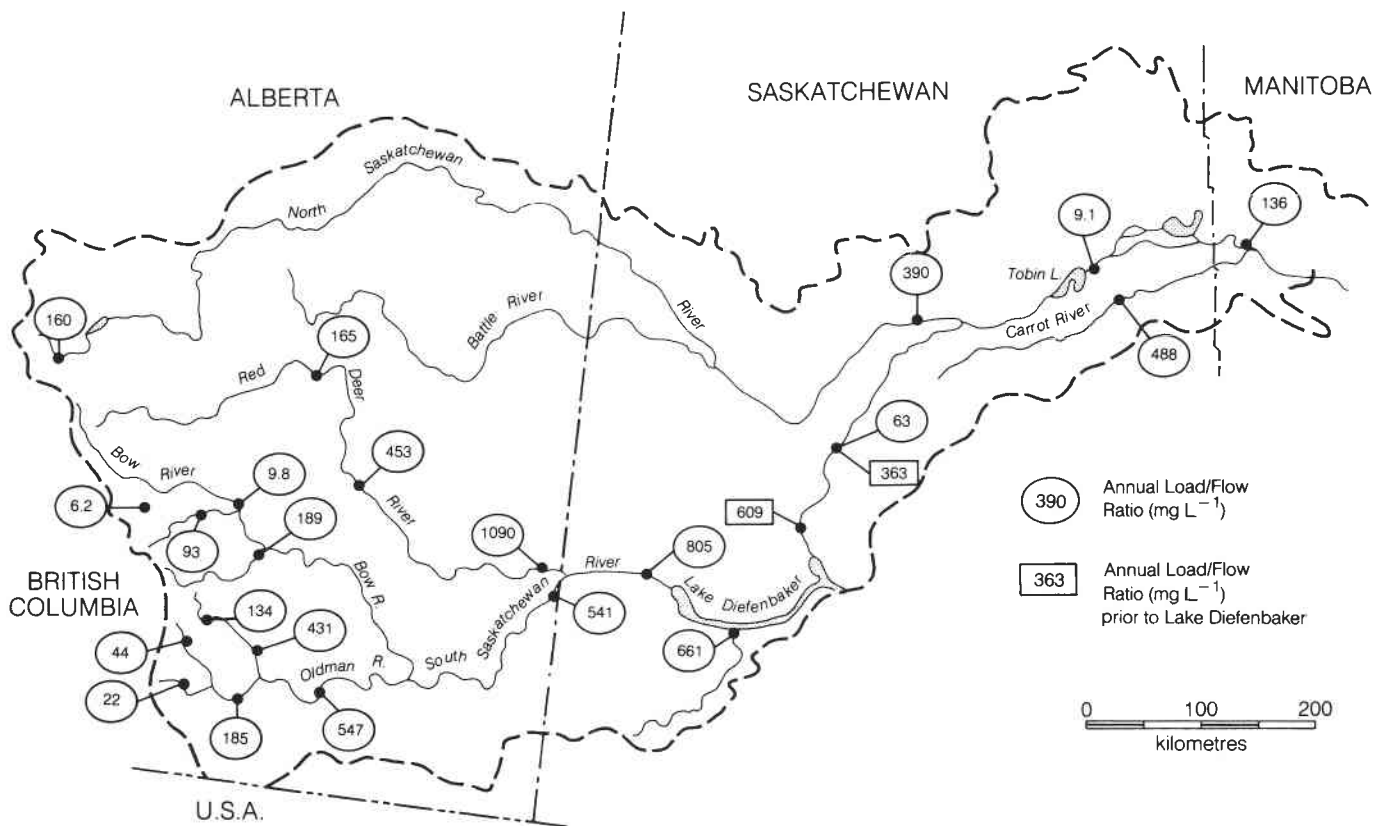 ALBERTA
SASKATCHEWAN
MANITOBA
North
Saskatchewan
River
Battle
River
Red
Deer
River
Bow
River
Bow R.
Oldman R.
South
Saskatchewan
River
Lake Diefenbaker
Tobin L.
Carrot River
BRITISH
COLUMBIA
U.S.A.
160
165
453
6.2
9.8
93
189
134
431
44
22
185
547
1090
541
805
661
609
63
363
390
9.1
488
136
390
Annual Load/Flow
Ratio (mg L⁻¹)
363
Annual Load/Flow
Ratio (mg L⁻¹)
prior to Lake Diefenbaker
0 100 200
kilometres